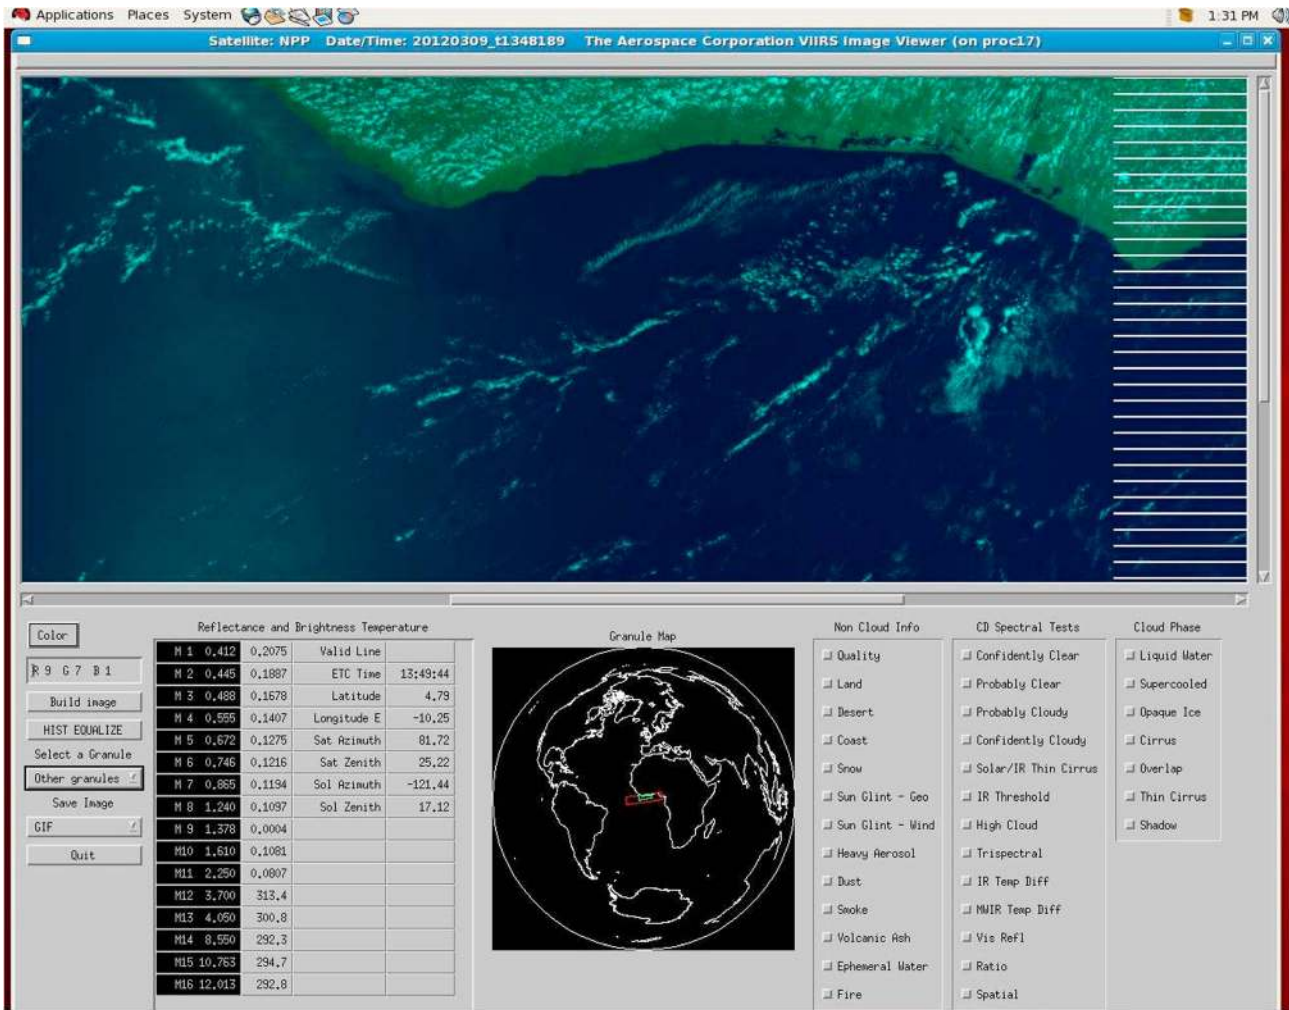 Applications Places System 1:31 PM
Satellite: NPP Date/Time: 20120309_t1348189 The Aerospace Corporation VIIRS Image Viewer (on proc17)
Color
R 9 G 7 B 1
Build image
HIST EQUALIZE
Select a Granule
Other granules
Save Image
GIF
Quit
Reflectance and Brightness Temperature
M 1 0.412 0.2075 Valid Line
M 2 0.445 0.1887 ETC Time 13:49:44
M 3 0.488 0.1678 Latitude 4.79
M 4 0.555 0.1407 Longitude E -10.25
M 5 0.672 0.1275 Sat Azimuth 81.72
M 6 0.746 0.1216 Sat Zenith 25.22
M 7 0.865 0.1194 Sol Azimuth -121.44
M 8 1.240 0.1097 Sol Zenith 17.12
M 9 1.378 0.0004
M10 1.610 0.1081
M11 2.250 0.0807
M12 3.700 313.4
M13 4.050 300.8
M14 8.550 292.3
M15 10.763 294.7
M16 12.013 292.8
Granule Map
Non Cloud Info
Quality
Land
Desert
Coast
Snow
Sun Glint - Geo
Sun Glint - Wind
Heavy Aerosol
Dust
Smoke
Volcanic Ash
Ephemeral Water
Fire
CD Spectral Tests
Confidently Clear
Probably Clear
Probably Cloudy
Confidently Cloudy
Solar/IR Thin Cirrus
IR Threshold
High Cloud
Trispectral
IR Temp Diff
MWIR Temp Diff
Vis Refl
Ratio
Spatial
Cloud Phase
Liquid Water
Supercooled
Opaque Ice
Cirrus
Overlap
Thin Cirrus
Shadow